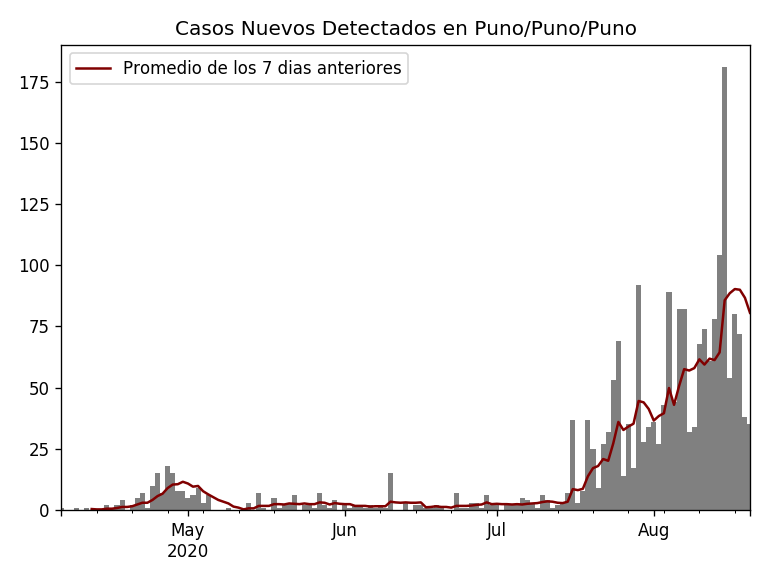 Casos Nuevos Detectados en Puno/Puno/Puno
Promedio de los 7 dias anteriores
175
150
125
100
75
50
25
0
May
2020
Jun
Jul
Aug